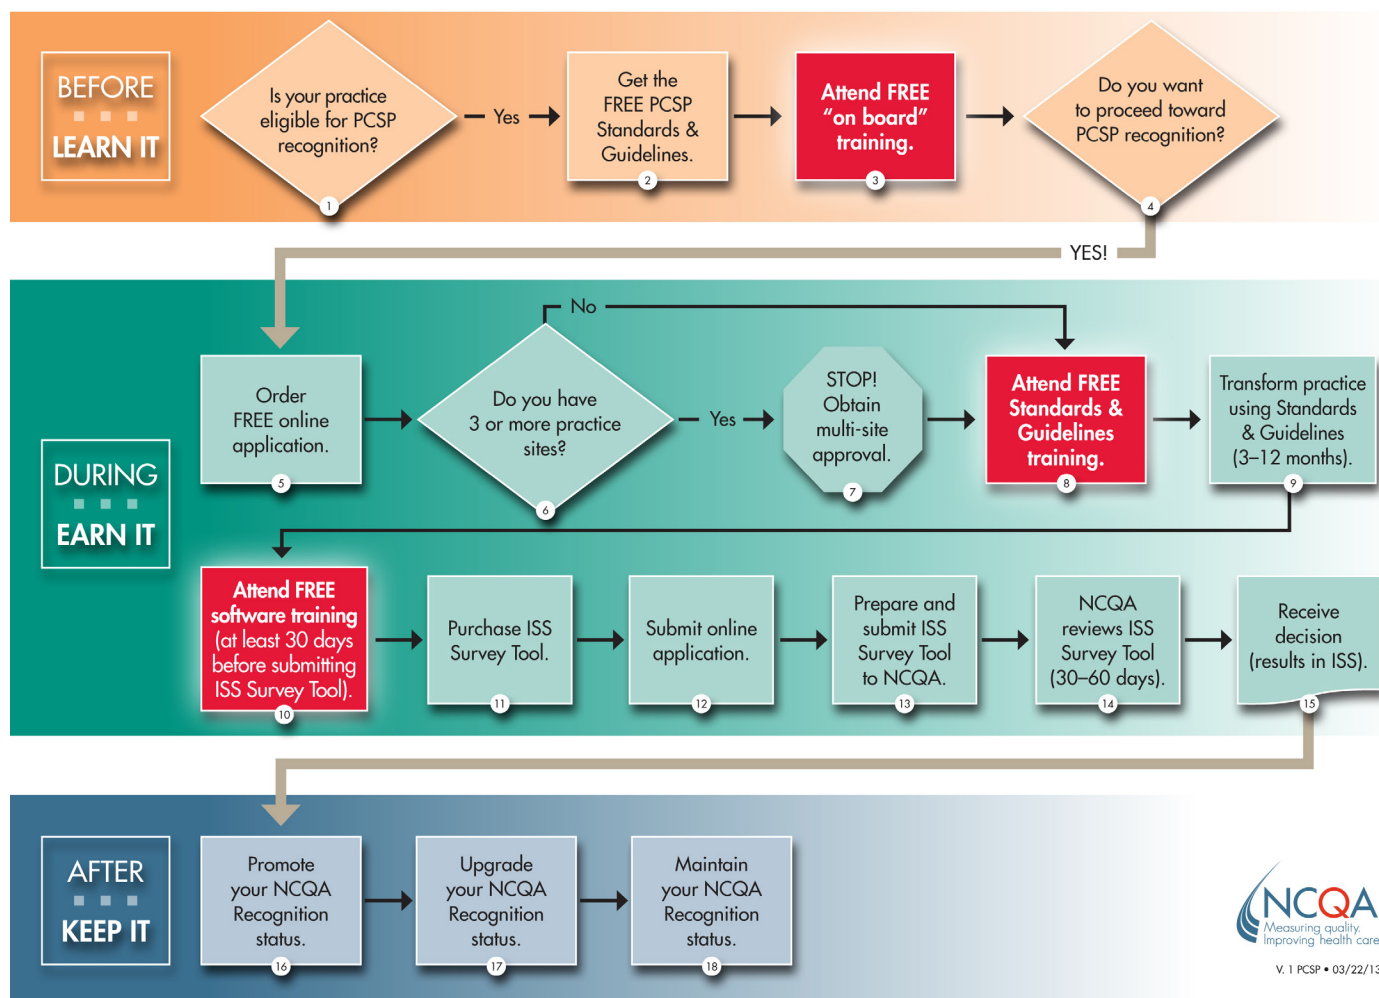 BEFORE
LEARN IT
Is your practice
eligible for PCSP
recognition?
1
Yes
Get the
FREE PCSP
Standards &
Guidelines.
2
Attend FREE
“on board”
training.
3
Do you want
to proceed toward
PCSP recognition?
4
YES!
DURING
EARN IT
Order
FREE online
application.
5
No
Do you have
3 or more practice
sites?
6
Yes
STOP!
Obtain
multi-site
approval.
7
Attend FREE
Standards &
Guidelines
training.
8
Transform practice
using Standards
& Guidelines
(3–12 months).
9
Attend FREE
software training
(at least 30 days
before submitting
ISS Survey Tool).
10
Purchase ISS
Survey Tool.
11
Submit online
application.
12
Prepare and
submit ISS
Survey Tool
to NCQA.
13
NCQA
reviews ISS
Survey Tool
(30–60 days).
14
Receive
decision
(results in ISS).
15
AFTER
KEEP IT
Promote
your NCQA
Recognition
status.
16
Upgrade
your NCQA
Recognition
status.
17
Maintain
your NCQA
Recognition
status.
18
NCQA
Measuring quality.
Improving health care
V. 1 PCSP • 03/22/13